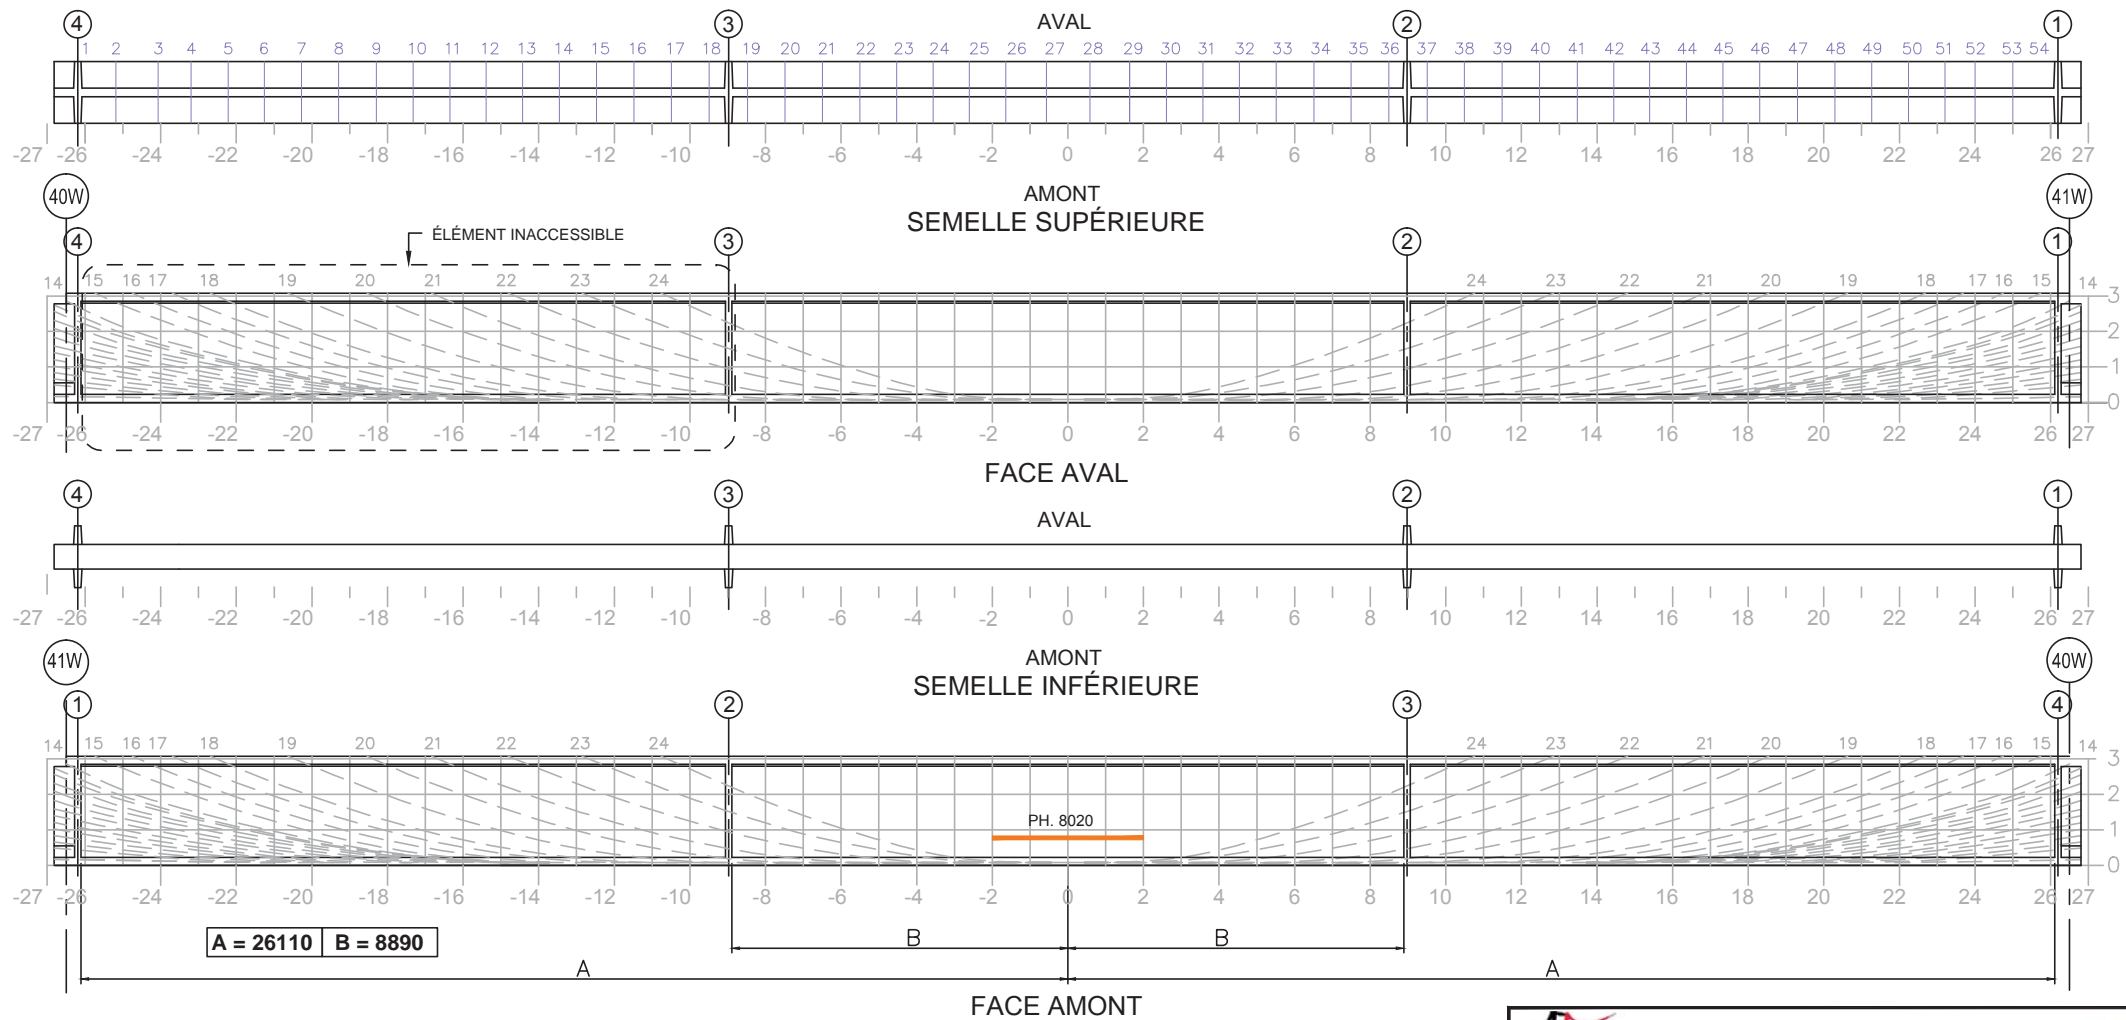 4 3 AVAL 2 1
1 2 3 4 5 6 7 8 9 10 11 12 13 14 15 16 17 18 19 20 21 22 23 24 25 26 27 28 29 30 31 32 33 34 35 36 37 38 39 40 41 42 43 44 45 46 47 48 49 50 51 52 53 54
-27 -26 -24 -22 -20 -18 -16 -14 -12 -10 -8 -6 -4 -2 0 2 4 6 8 10 12 14 16 18 20 22 24 26 27
40W AMONT 41W
SEMELLE SUPÉRIEURE
4 ÉLÉMENT INACCESSIBLE 3 2 1
14 15 16 17 18 19 20 21 22 23 24 24 23 22 21 20 19 18 17 16 15 14
3
2
1
0
-27 -26 -24 -22 -20 -18 -16 -14 -12 -10 -8 -6 -4 -2 0 2 4 6 8 10 12 14 16 18 20 22 24 26 27
FACE AVAL
4 3 2 1
AVAL
-27 -26 -24 -22 -20 -18 -16 -14 -12 -10 -8 -6 -4 -2 0 2 4 6 8 10 12 14 16 18 20 22 24 26 27
41W AMONT 40W
SEMELLE INFÉRIEURE
1 2 3 4
14 15 16 17 18 19 20 21 22 23 24 24 23 22 21 20 19 18 17 16 15 14
3
2
PH. 8020
1
0
-27 -26 -24 -22 -20 -18 -16 -14 -12 -10 -8 -6 -4 -2 0 2 4 6 8 10 12 14 16 18 20 22 24 26 27
A = 26110 B = 8890 B B
A A
FACE AMONT